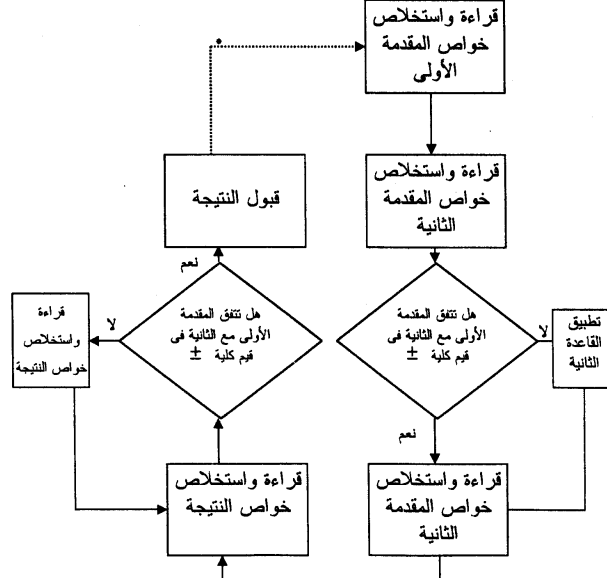 قراءة واستخلاص
خواص المقدمة
الأولى
قراءة واستخلاص
خواص المقدمة
الثانية
هل تتفق المقدمة
الأولى مع الثانية فى
قيم كلية ±
لا
تطبيق
القاعدة
الثانية
نعم
قراءة واستخلاص
خواص المقدمة
الثانية
قراءة واستخلاص
خواص النتيجة
هل تتفق المقدمة
الأولى مع الثانية فى
قيم كلية ±
لا
قراءة
واستخلاص
خواص النتيجة
نعم
قبول النتيجة